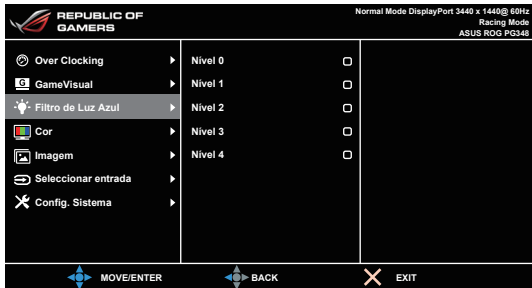 REPUBLIC OF
GAMERS
Normal Mode DisplayPort 3440 x 1440@ 60Hz
Racing Mode
ASUS ROG PG348
Over Clocking
G GameVisual
Filtro de Luz Azul
Cor
Imagem
Seleccionar entrada
Config. Sistema
Nível 0
Nível 1
Nível 2
Nível 3
Nível 4
MOVE/ENTER
BACK
EXIT